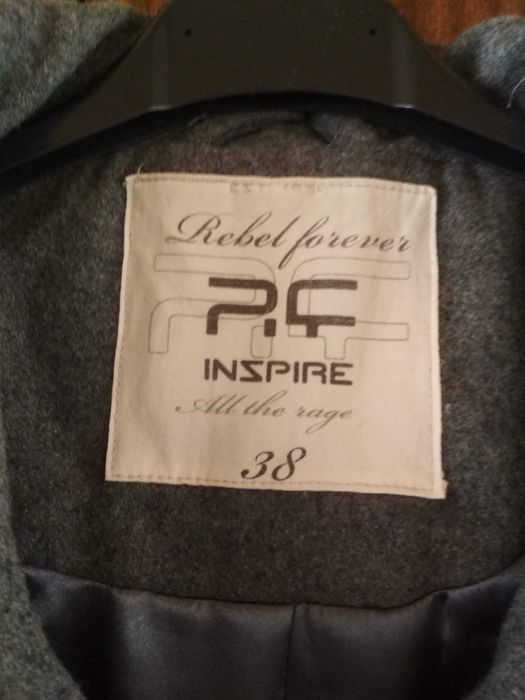 Rebel forever
INSPIRE
All the rage
38